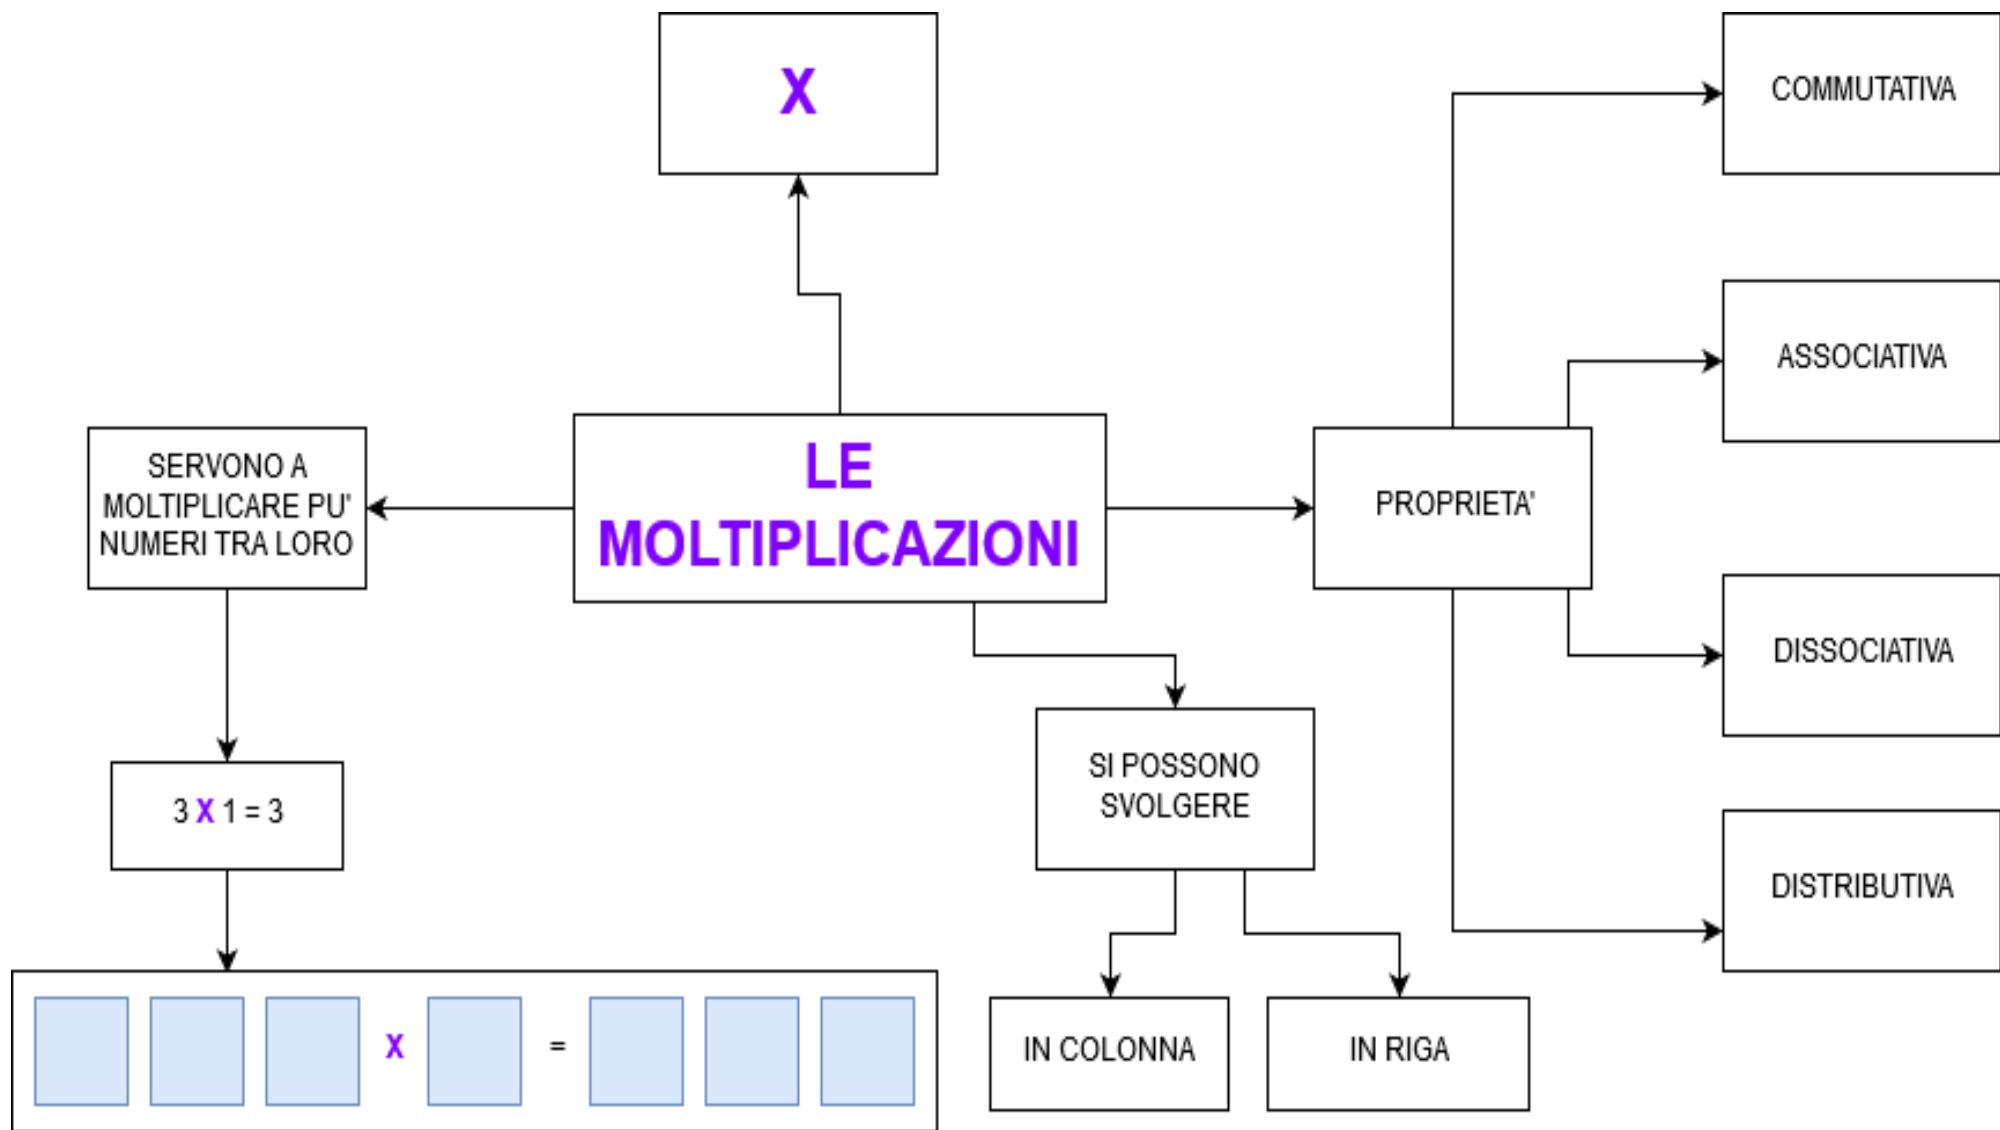 X
COMMUTATIVA
ASSOCIATIVA
LE
MOLTIPLICAZIONI
SERVONO A
MOLTIPLICARE PU'
NUMERI TRA LORO
PROPRIETA'
DISSOCIATIVA
SI POSSONO
SVOLGERE
3 X 1 = 3
DISTRIBUTIVA
X =
IN COLONNA
IN RIGA